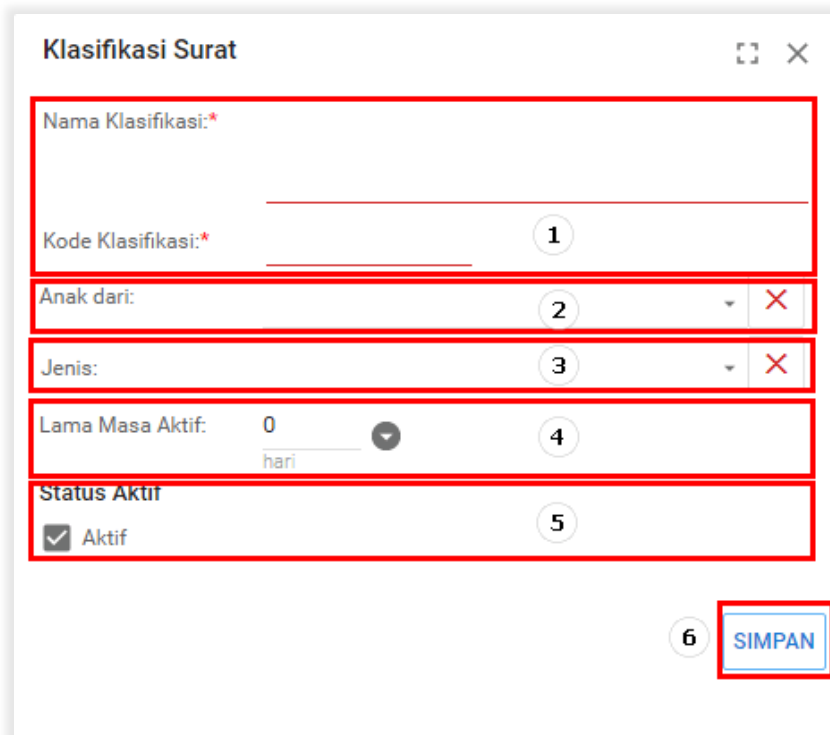 Klasifikasi Surat
Nama Klasifikasi:*
Kode Klasifikasi:*
1
Anak dari:
2
Jenis:
3
Lama Masa Aktif: 0
hari
4
Status Aktif
Aktif
5
6
SIMPAN